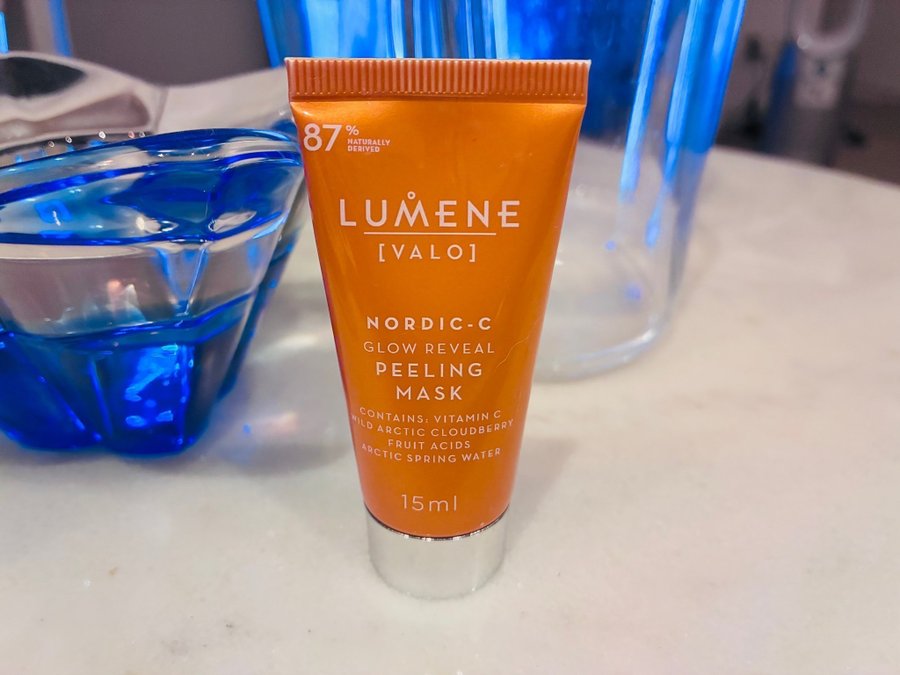 87%
NATURALLY
DERIVED
LUMENE
[VALO]
NORDIC-C
GLOW REVEAL
PEELING
MASK
CONTAINS: VITAMIN C
WILD ARCTIC CLOUDBERRY
FRUIT ACIDS
ARCTIC SPRING WATER
15ml